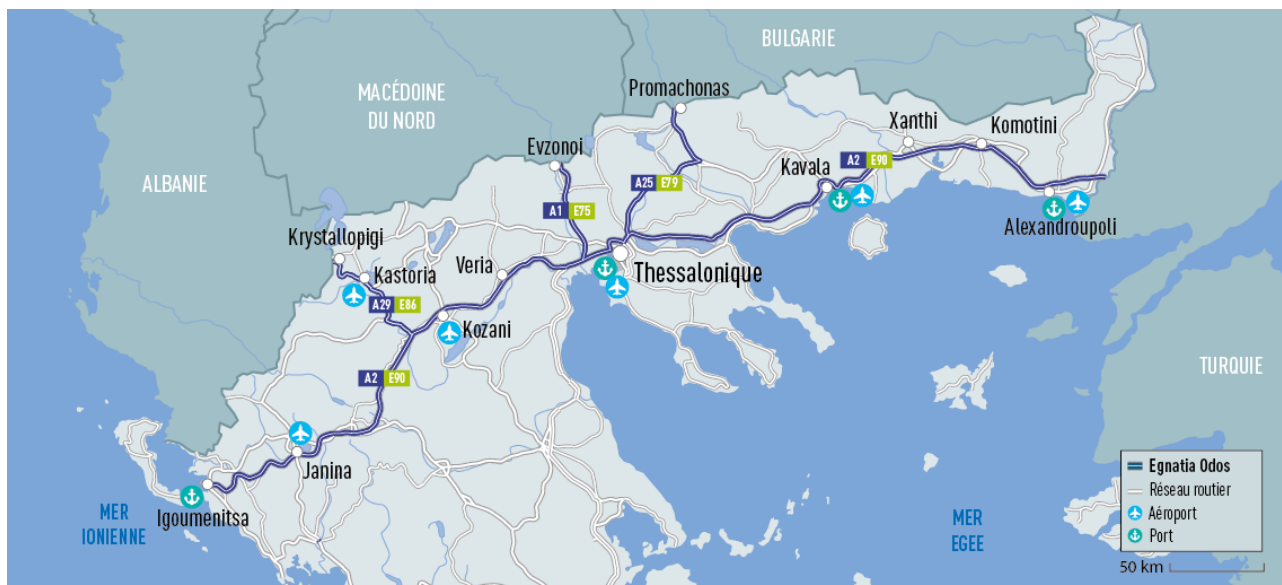 BULGARIE
MACÉDOINE
DU NORD
Promachonas
Xanthi
Komotini
Evzonoi
ALBANIE
A25 E79
Kavala
A2 E90
A1 E75
Alexandroupoli
Krystallopigi
Kastoria
Veria
Thessalonique
A29 E86
Kozani
TURQUIE
A2 E90
Janina
Igoumenitsa
MER
IONIENNE
MER
EGEE
Egnatia Odos
Réseau routier
Aéroport
Port
50 km